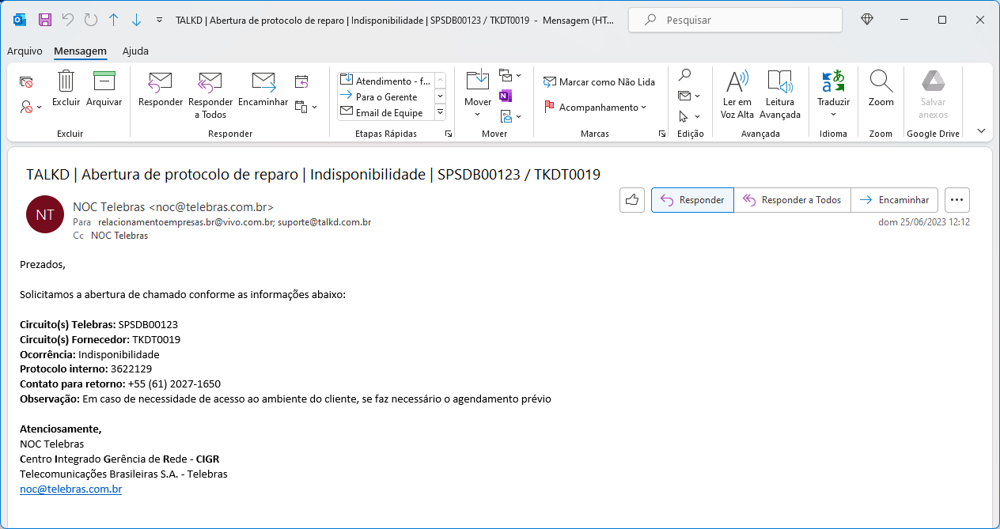 TALKD | Abertura de protocolo de reparo | Indisponibilidade | SPSDB00123 / TKDT0019 - Mensagem (HT...
Pesquisar
Arquivo Mensagem Ajuda
Excluir
Arquivar
Excluir
Responder
Responder a Todos
Encaminhar
Responder
Atendimento - f...
Para o Gerente
Email de Equipe
Etapas Rápidas
Mover
Mover
Marcar como Não Lida
Acompanhamento
Marcas
Edição
Ler em Voz Alta
Leitura Avançada
Avançada
Traduzir
Idioma
Zoom
Zoom
Salvar anexos
Google Drive
TALKD | Abertura de protocolo de reparo | Indisponibilidade | SPSDB00123 / TKDT0019
NT
NOC Telebras <noc@telebras.com.br>
Para relacionamentoempresas.br@vivo.com.br; suporte@talkd.com.br
Cc NOC Telebras
Responder
Responder a Todos
Encaminhar
dom 25/06/2023 12:12
Prezados,
Solicitamos a abertura de chamado conforme as informações abaixo:
Circuito(s) Telebras: SPSDB00123
Circuito(s) Fornecedor: TKDT0019
Ocorrência: Indisponibilidade
Protocolo interno: 3622129
Contato para retorno: +55 (61) 2027-1650
Observação: Em caso de necessidade de acesso ao ambiente do cliente, se faz necessário o agendamento prévio
Atenciosamente,
NOC Telebras
Centro Integrado Gerência de Rede - CIGR
Telecomunicações Brasileiras S.A. - Telebras
noc@telebras.com.br